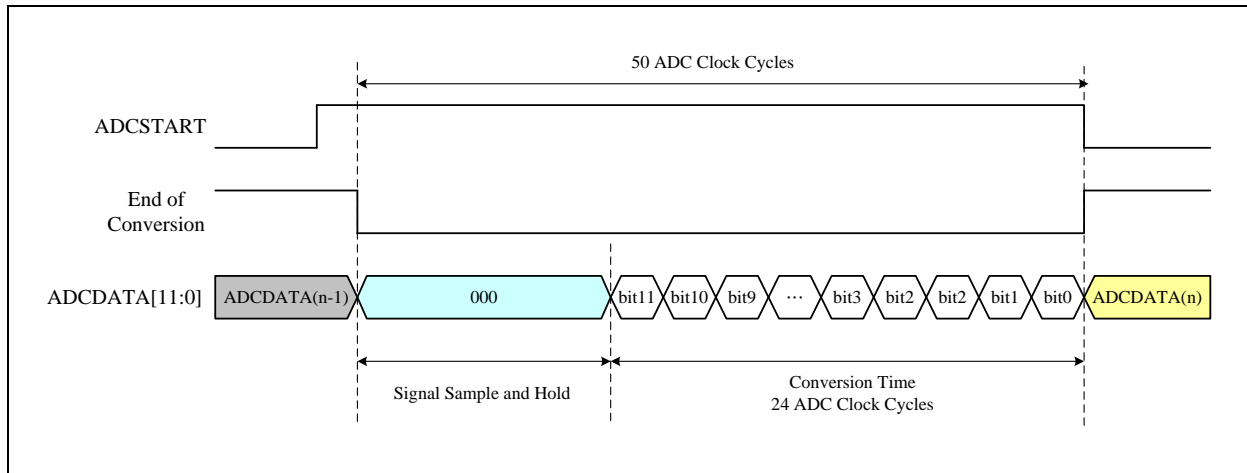 50 ADC Clock Cycles
ADCSTART
End of
Conversion
ADCDATA[11:0]
ADCDATA(n-1)
000
bit11
bit10
bit9
...
bit3
bit2
bit2
bit1
bit0
ADCDATA(n)
Signal Sample and Hold
Conversion Time
24 ADC Clock Cycles